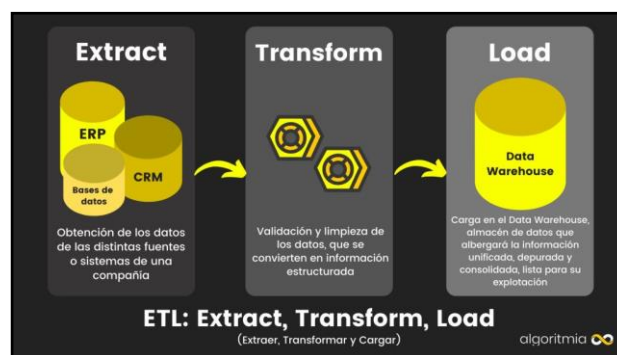 Extract
ERP
CRM
Bases de
datos
Obtención de los datos
de las distintas fuentes
o sistemas de una
compañía
Transform
Validación y limpieza de
los datos, que se
convierten en información
estructurada
Load
Data
Warehouse
Carga en el Data Warehouse,
almacén de datos que
albergará la información
unificada, depurada y
consolidada, lista para su
explotación
ETL: Extract, Transform, Load
(Extraer, Transformar y Cargar)
algoritmia